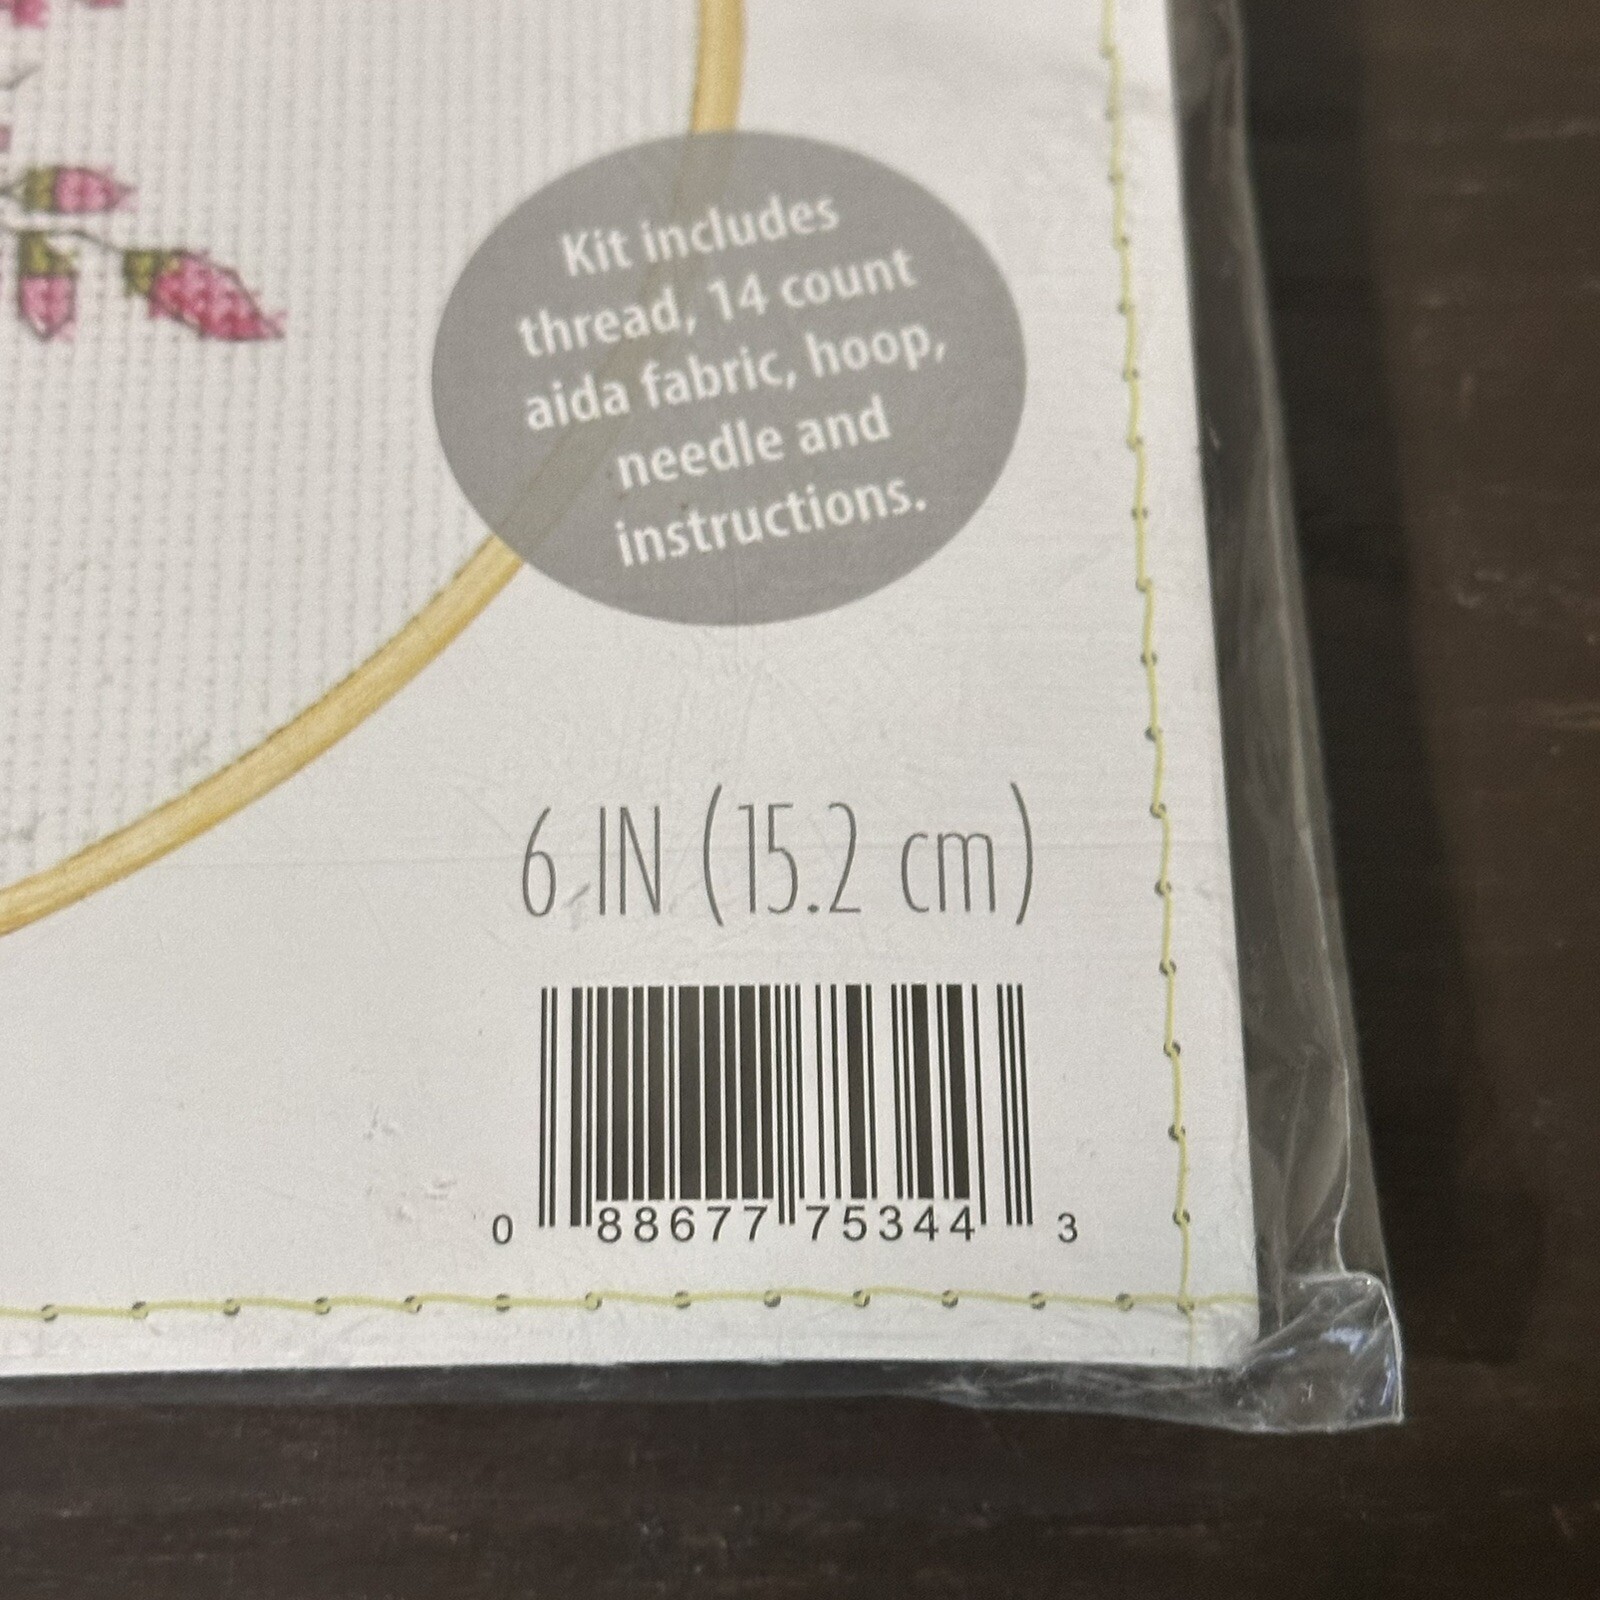 Kit includes
thread, 14 count
aida fabric, hoop,
needle and
instructions.
6 IN (15.2 cm)
0 88677 75344 3